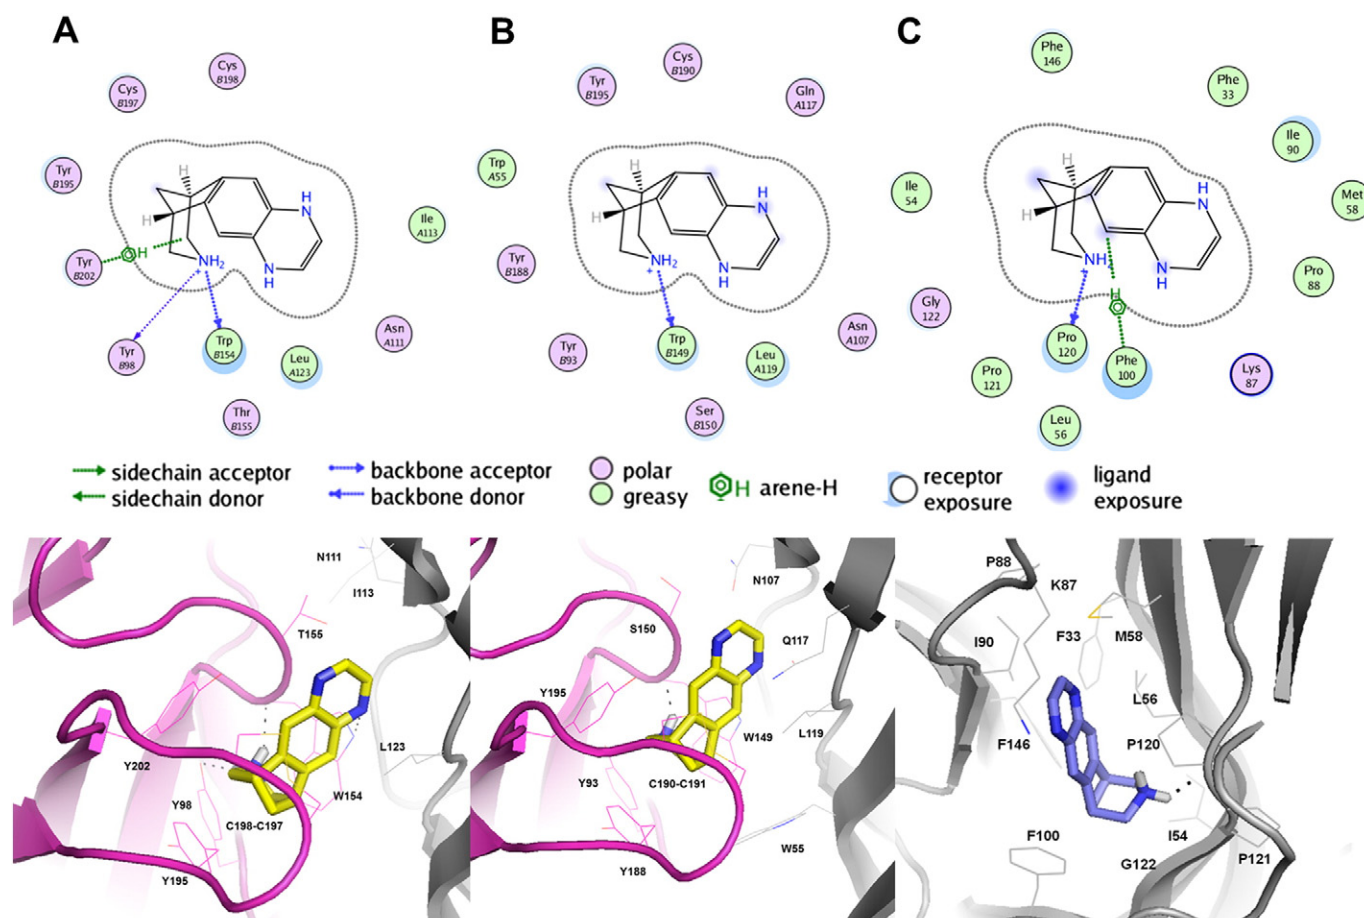 A
B
C
Cys
B198
Cys
B197
Tyr
B195
Tyr
B202
Tyr
B98
Trp
B154
Leu
A123
Thr
B155
Asn
A111
Ile
A113
H
H
H
NH2
+
H
N
N
H
Cys
B190
Tyr
B195
Gln
A117
Trp
A55
Tyr
B188
Tyr
B93
Trp
B149
Leu
A119
Ser
B150
Asn
A107
H
H
NH2
+
H
N
N
H
Phe
146
Phe
33
Ile
90
Met
58
Ile
54
Pro
88
Gly
122
Pro
120
Phe
100
Pro
121
Leu
56
Lys
87
H
H
H
NH2
+
H
N
N
H
sidechain acceptor
sidechain donor
backbone acceptor
backbone donor
polar
greasy
H arene-H
receptor
exposure
ligand
exposure
N111
I113
T155
L123
Y202
W154
Y98
C198-C197
Y195
N107
S150
Q117
Y195
W149
L119
Y93
C190-C191
W55
Y188
P88
K87
I90
F33
M58
L56
F146
P120
F100
I54
G122
P121